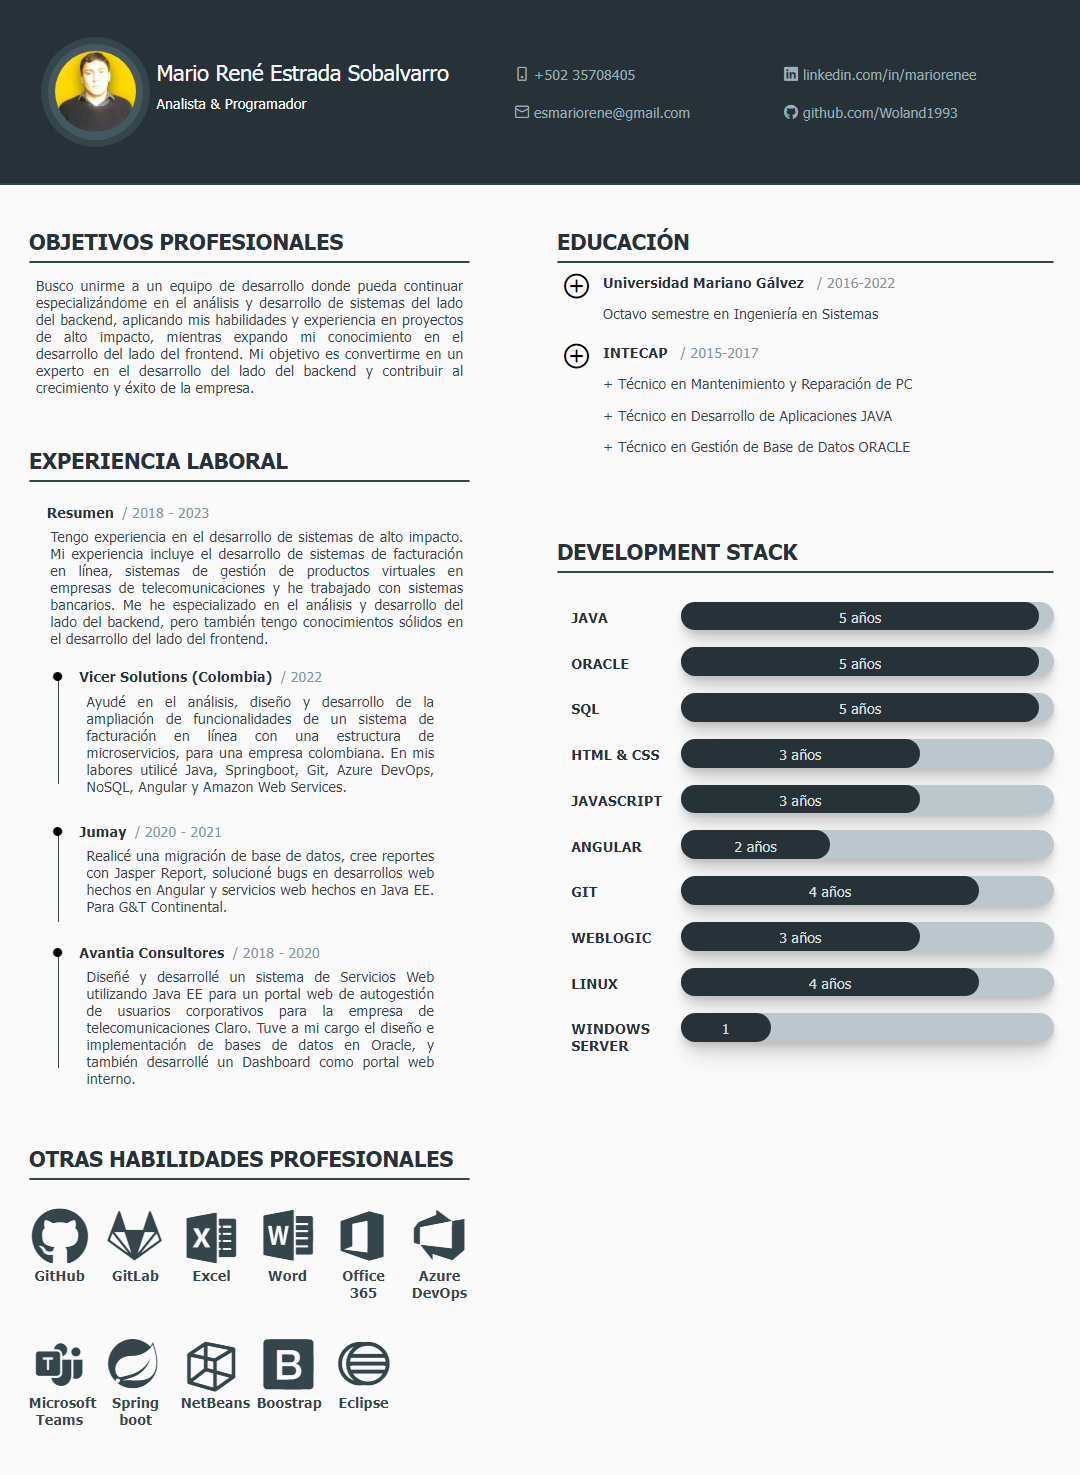 Mario René Estrada Sobalvarro
Analista & Programador
+502 35708405
esmariorene@gmail.com
linkedin.com/in/mariorenee
github.com/Woland1993
OBJETIVOS PROFESIONALES
Busco unirme a un equipo de desarrollo donde pueda continuar
especializándome en el análisis y desarrollo de sistemas del lado
del backend, aplicando mis habilidades y experiencia en proyectos
de alto impacto, mientras expando mi conocimiento en el
desarrollo del lado del frontend. Mi objetivo es convertirme en un
experto en el desarrollo del lado del backend y contribuir al
crecimiento y éxito de la empresa.
EXPERIENCIA LABORAL
Resumen / 2018 - 2023
Tengo experiencia en el desarrollo de sistemas de alto impacto.
Mi experiencia incluye el desarrollo de sistemas de facturación
en línea, sistemas de gestión de productos virtuales en
empresas de telecomunicaciones y he trabajado con sistemas
bancarios. Me he especializado en el análisis y desarollo del
lado del backend, pero también tengo conocimientos sólidos en
el desarrollo del lado del frontend.
Vicer Solutions (Colombia) / 2022
Ayudé en el análisis, diseño y desarrollo de la
ampliación de funcionalidades de un sistema de
facturación en línea con una estructura de
microservicios, para una empresa colombiana. En mis
labores utilicé Java, Springboot, Git, Azure DevOps,
NoSQL, Angular y Amazon Web Services.
Jumay / 2020 - 2021
Realicé una migración de base de datos, cree reportes
con Jasper Report, solucioné bugs en desarrollos web
hechos en Angular y servicios web hechos en Java EE.
Para G&T Continental.
Avantia Consultores / 2018 - 2020
Diseñé y desarrollé un sistema de Servicios Web
utilizando Java EE para un portal web de autogestión
de usuarios corporativos para la empresa de
telecomunicaciones Claro. Tuve a mi cargo el diseño e
implementación de bases de datos en Oracle, y
también desarrollé un Dashboard como portal web
interno.
OTRAS HABILIDADES PROFESIONALES
GitHub
GitLab
X
Excel
W
Word
Office
365
Azure
DevOps
T
Microsoft
Teams
Spring
boot
NetBeans
B
Boostrap
Eclipse
EDUCACIÓN
Universidad Mariano Gálvez / 2016-2022
Octavo semestre en Ingeniería en Sistemas
INTECAP / 2015-2017
+ Técnico en Mantenimiento y Reparación de PC
+ Técnico en Desarrollo de Aplicaciones JAVA
+ Técnico en Gestión de Base de Datos ORACLE
DEVELOPMENT STACK
JAVA 5 años
ORACLE 5 años
SQL 5 años
HTML & CSS 3 años
JAVASCRIPT 3 años
ANGULAR 2 años
GIT 4 años
WEBLOGIC 3 años
LINUX 4 años
WINDOWS 1
SERVER